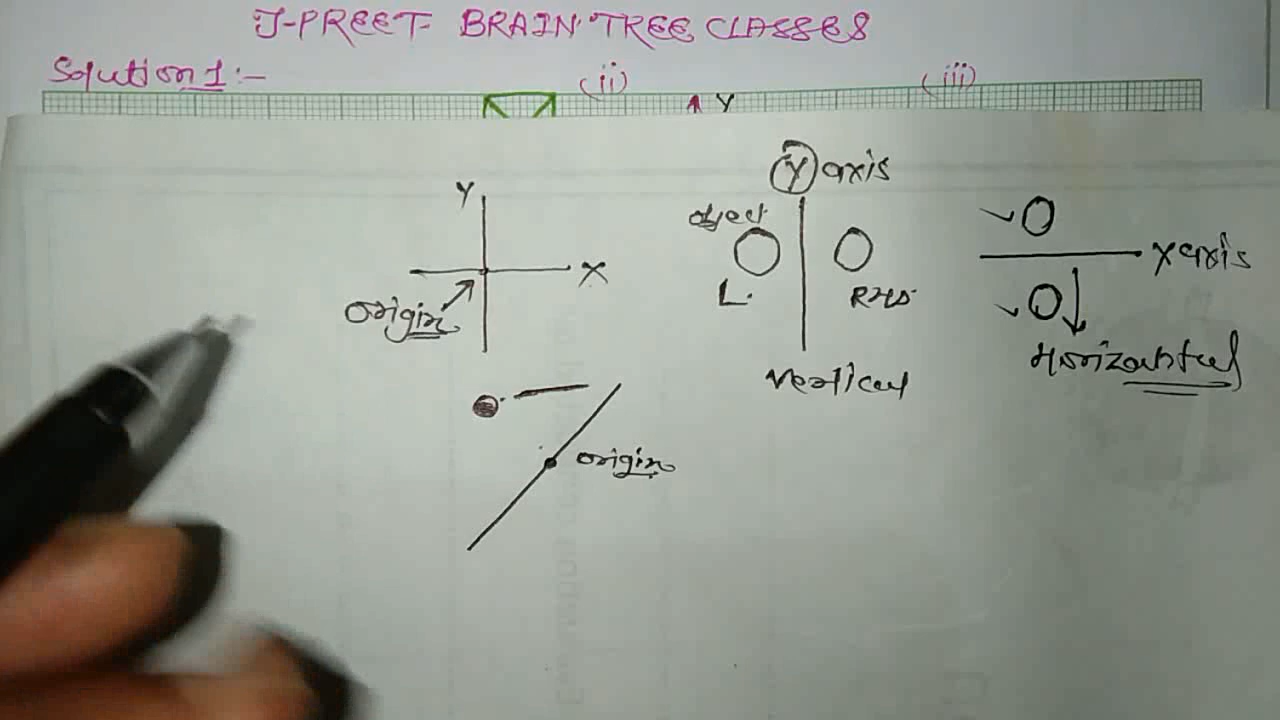 J-PREET BRAIN TREE CLASSES
Solution 1:-
(ii)
(iii)
Y
Y axis
Y
object
X
X axis
L.
RHS
Origin
Horizontal
Vertical
origin